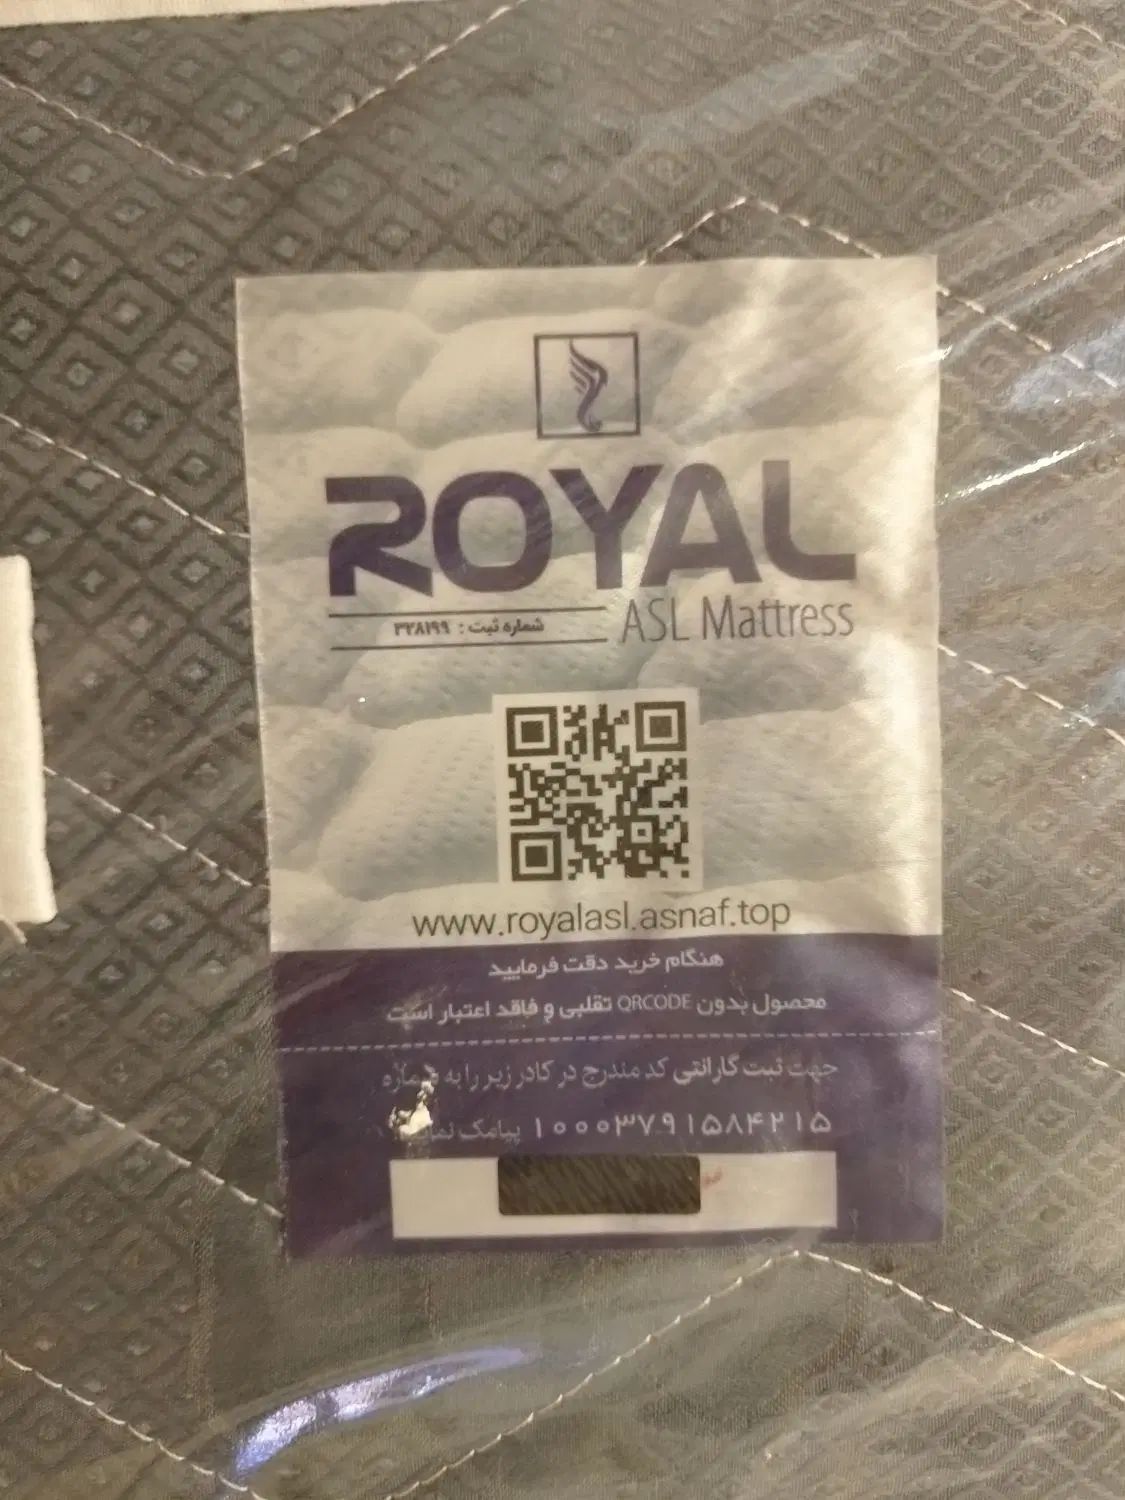 ROYAL
ASL Mattress
شماره ثبت : ۳۲۸۱۹۹
www.royalasl.asnaf.top
هنگام خرید دقت فرمایید
محصول بدون QRCODE تقلبی و فاقد اعتبار است
جهت ثبت گارانتی کد مندرج در کادر زیر را به شماره
۱۰۰۰۳۷۹۱۵۸۴۲۱۵ پیامک